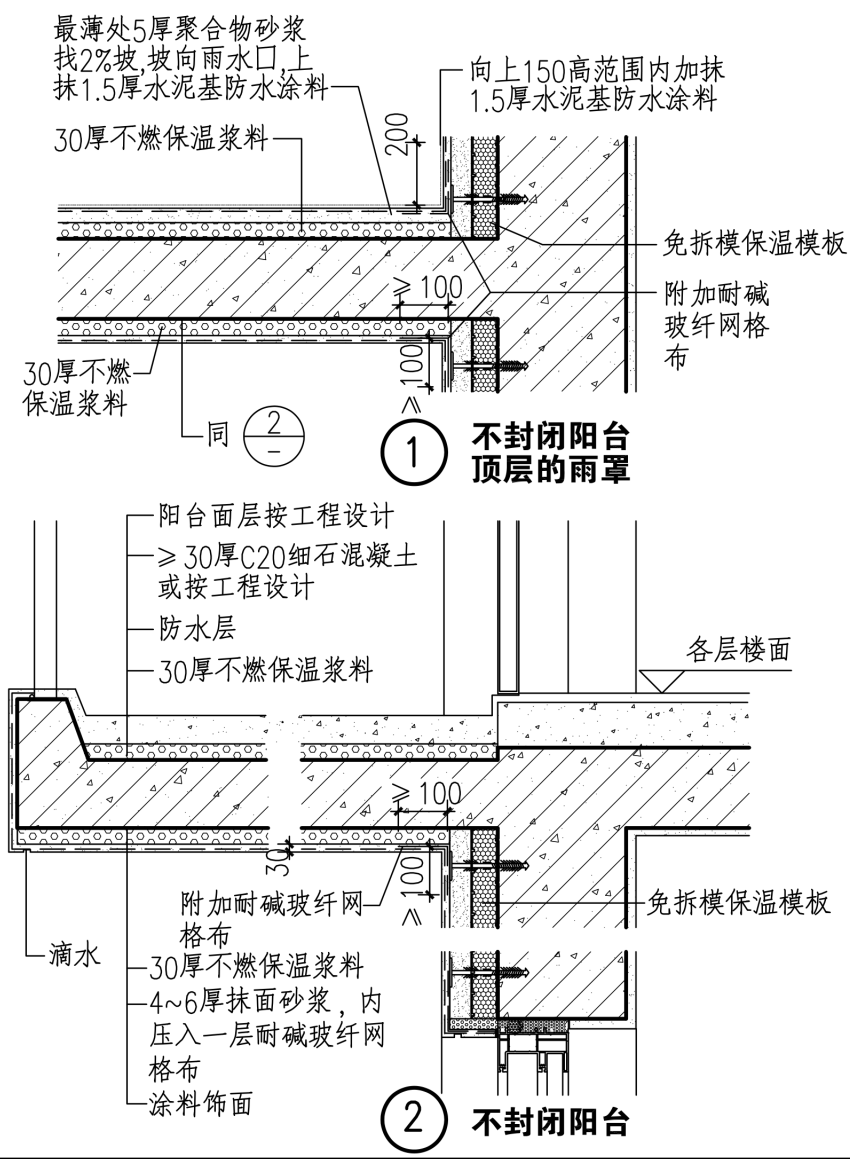 最薄处5厚聚合物砂浆
找2%坡,坡向雨水口,上
抹1.5厚水泥基防水涂料
30厚不燃保温浆料
向上150高范围内加抹
1.5厚水泥基防水涂料
200
免拆模保温模板
≥100
附加耐碱
玻纤网格
布
≥100
30厚不燃
保温浆料
同
2
–
1
不封闭阳台
顶层的雨罩
阳台面层按工程设计
≥30厚C20细石混凝土
或按工程设计
防水层
30厚不燃保温浆料
各层楼面
≥100
30
≥100
附加耐碱玻纤网
格布
免拆模保温模板
滴水
30厚不燃保温浆料
4~6厚抹面砂浆,内
压入一层耐碱玻纤网
格布
涂料饰面
2
不封闭阳台